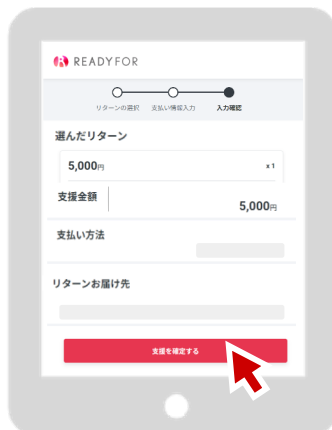 READYFOR
リターンの選択 支払い情報入力 入力確認
選んだリターン
5,000円 x 1
支援金額
5,000円
支払い方法
リターンお届け先
支援を確定する